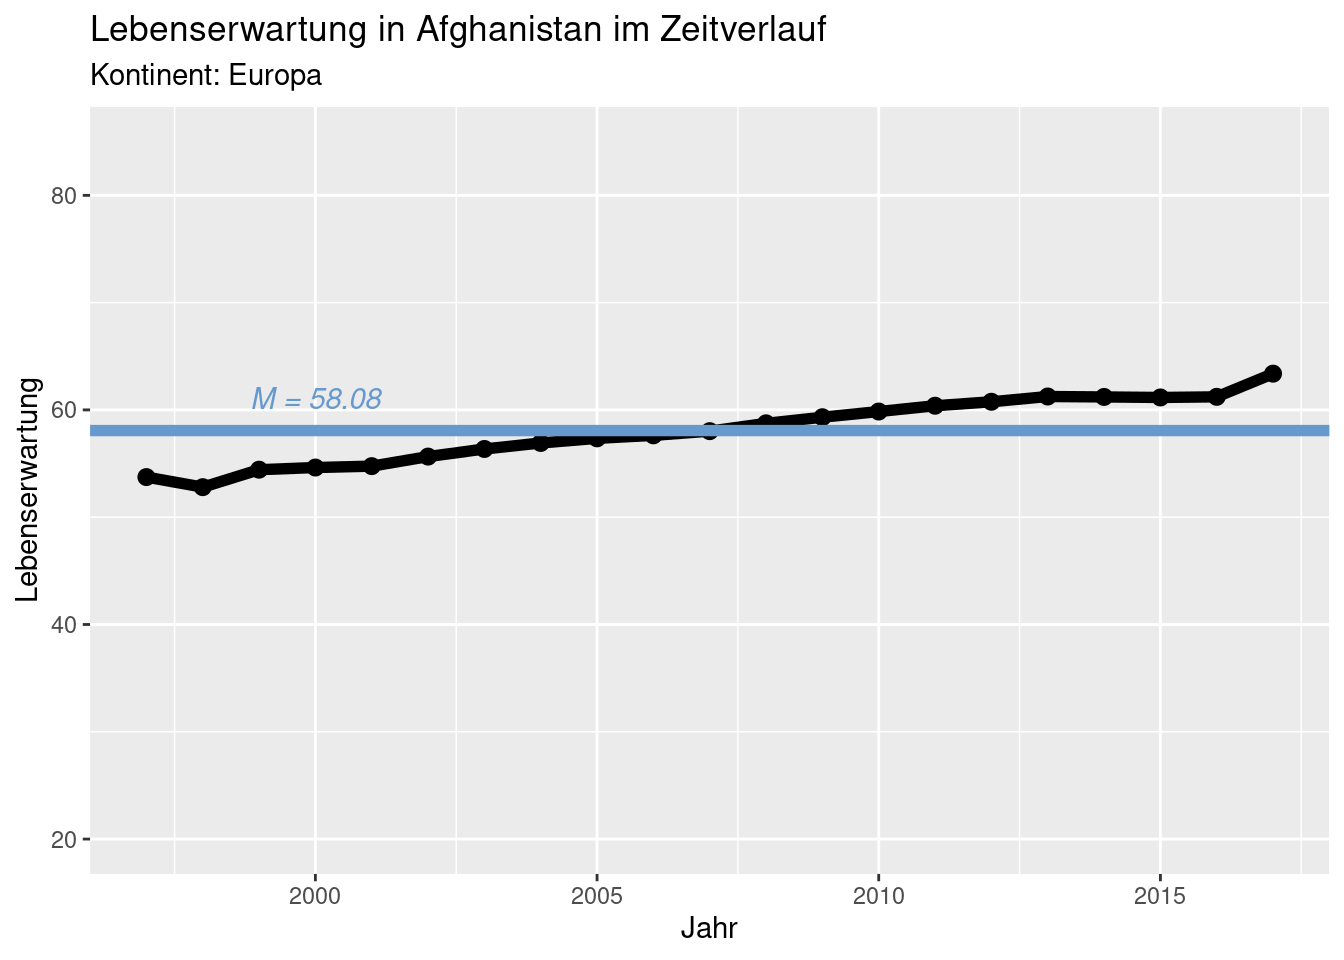 Lebenserwartung in Afghanistan im Zeitverlauf
Kontinent: Europa
80
60
40
20
Lebenserwartung
M = 58.08
2000 2005 2010 2015
Jahr